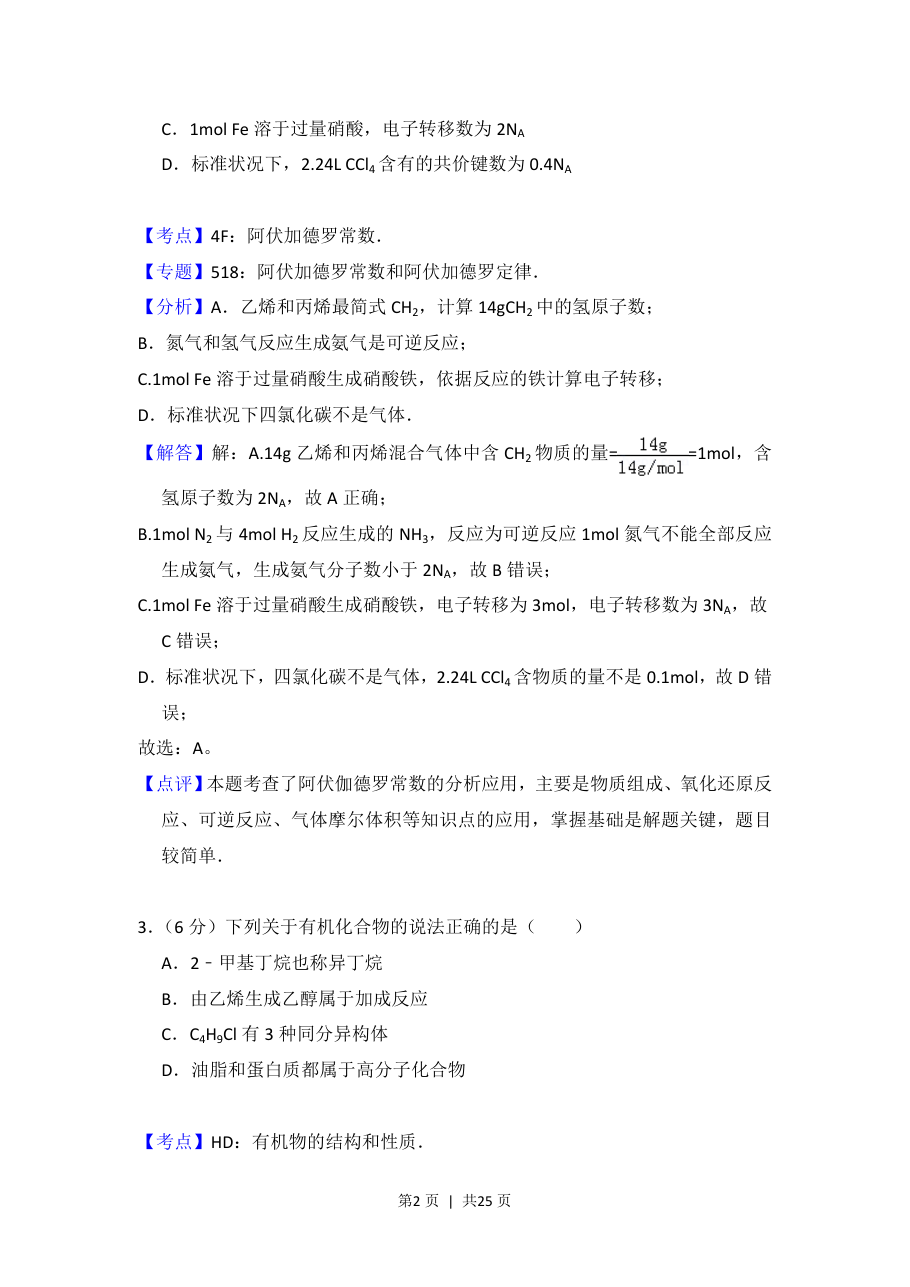 C．1mol Fe 溶于过量硝酸，电子转移数为 2NA
D．标准状况下，2.24L CCl4 含有的共价键数为 0.4NA
【考点】4F：阿伏加德罗常数．
【专题】518：阿伏加德罗常数和阿伏加德罗定律．
【分析】A．乙烯和丙烯最简式 CH2，计算 14gCH2 中的氢原子数；
B．氮气和氢气反应生成氨气是可逆反应；
C.1mol Fe 溶于过量硝酸生成硝酸铁，依据反应的铁计算电子转移；
D．标准状况下四氯化碳不是气体．
【解答】解：A.14g 乙烯和丙烯混合气体中含 CH2 物质的量=14g/14g/mol=1mol，含
氢原子数为 2NA，故 A 正确；
B.1mol N2 与 4mol H2 反应生成的 NH3，反应为可逆反应 1mol 氮气不能全部反应
生成氨气，生成氨气分子数小于 2NA，故 B 错误；
C.1mol Fe 溶于过量硝酸生成硝酸铁，电子转移为 3mol，电子转移数为 3NA，故
C 错误；
D．标准状况下，四氯化碳不是气体，2.24L CCl4 含物质的量不是 0.1mol，故 D 错
误；
故选：A。
【点评】本题考查了阿伏伽德罗常数的分析应用，主要是物质组成、氧化还原反
应、可逆反应、气体摩尔体积等知识点的应用，掌握基础是解题关键，题目
较简单．
3．（6 分）下列关于有机化合物的说法正确的是（　　）
A．2﹣甲基丁烷也称异丁烷
B．由乙烯生成乙醇属于加成反应
C．C4H9Cl 有 3 种同分异构体
D．油脂和蛋白质都属于高分子化合物
【考点】HD：有机物的结构和性质．
第2 页 | 共25 页